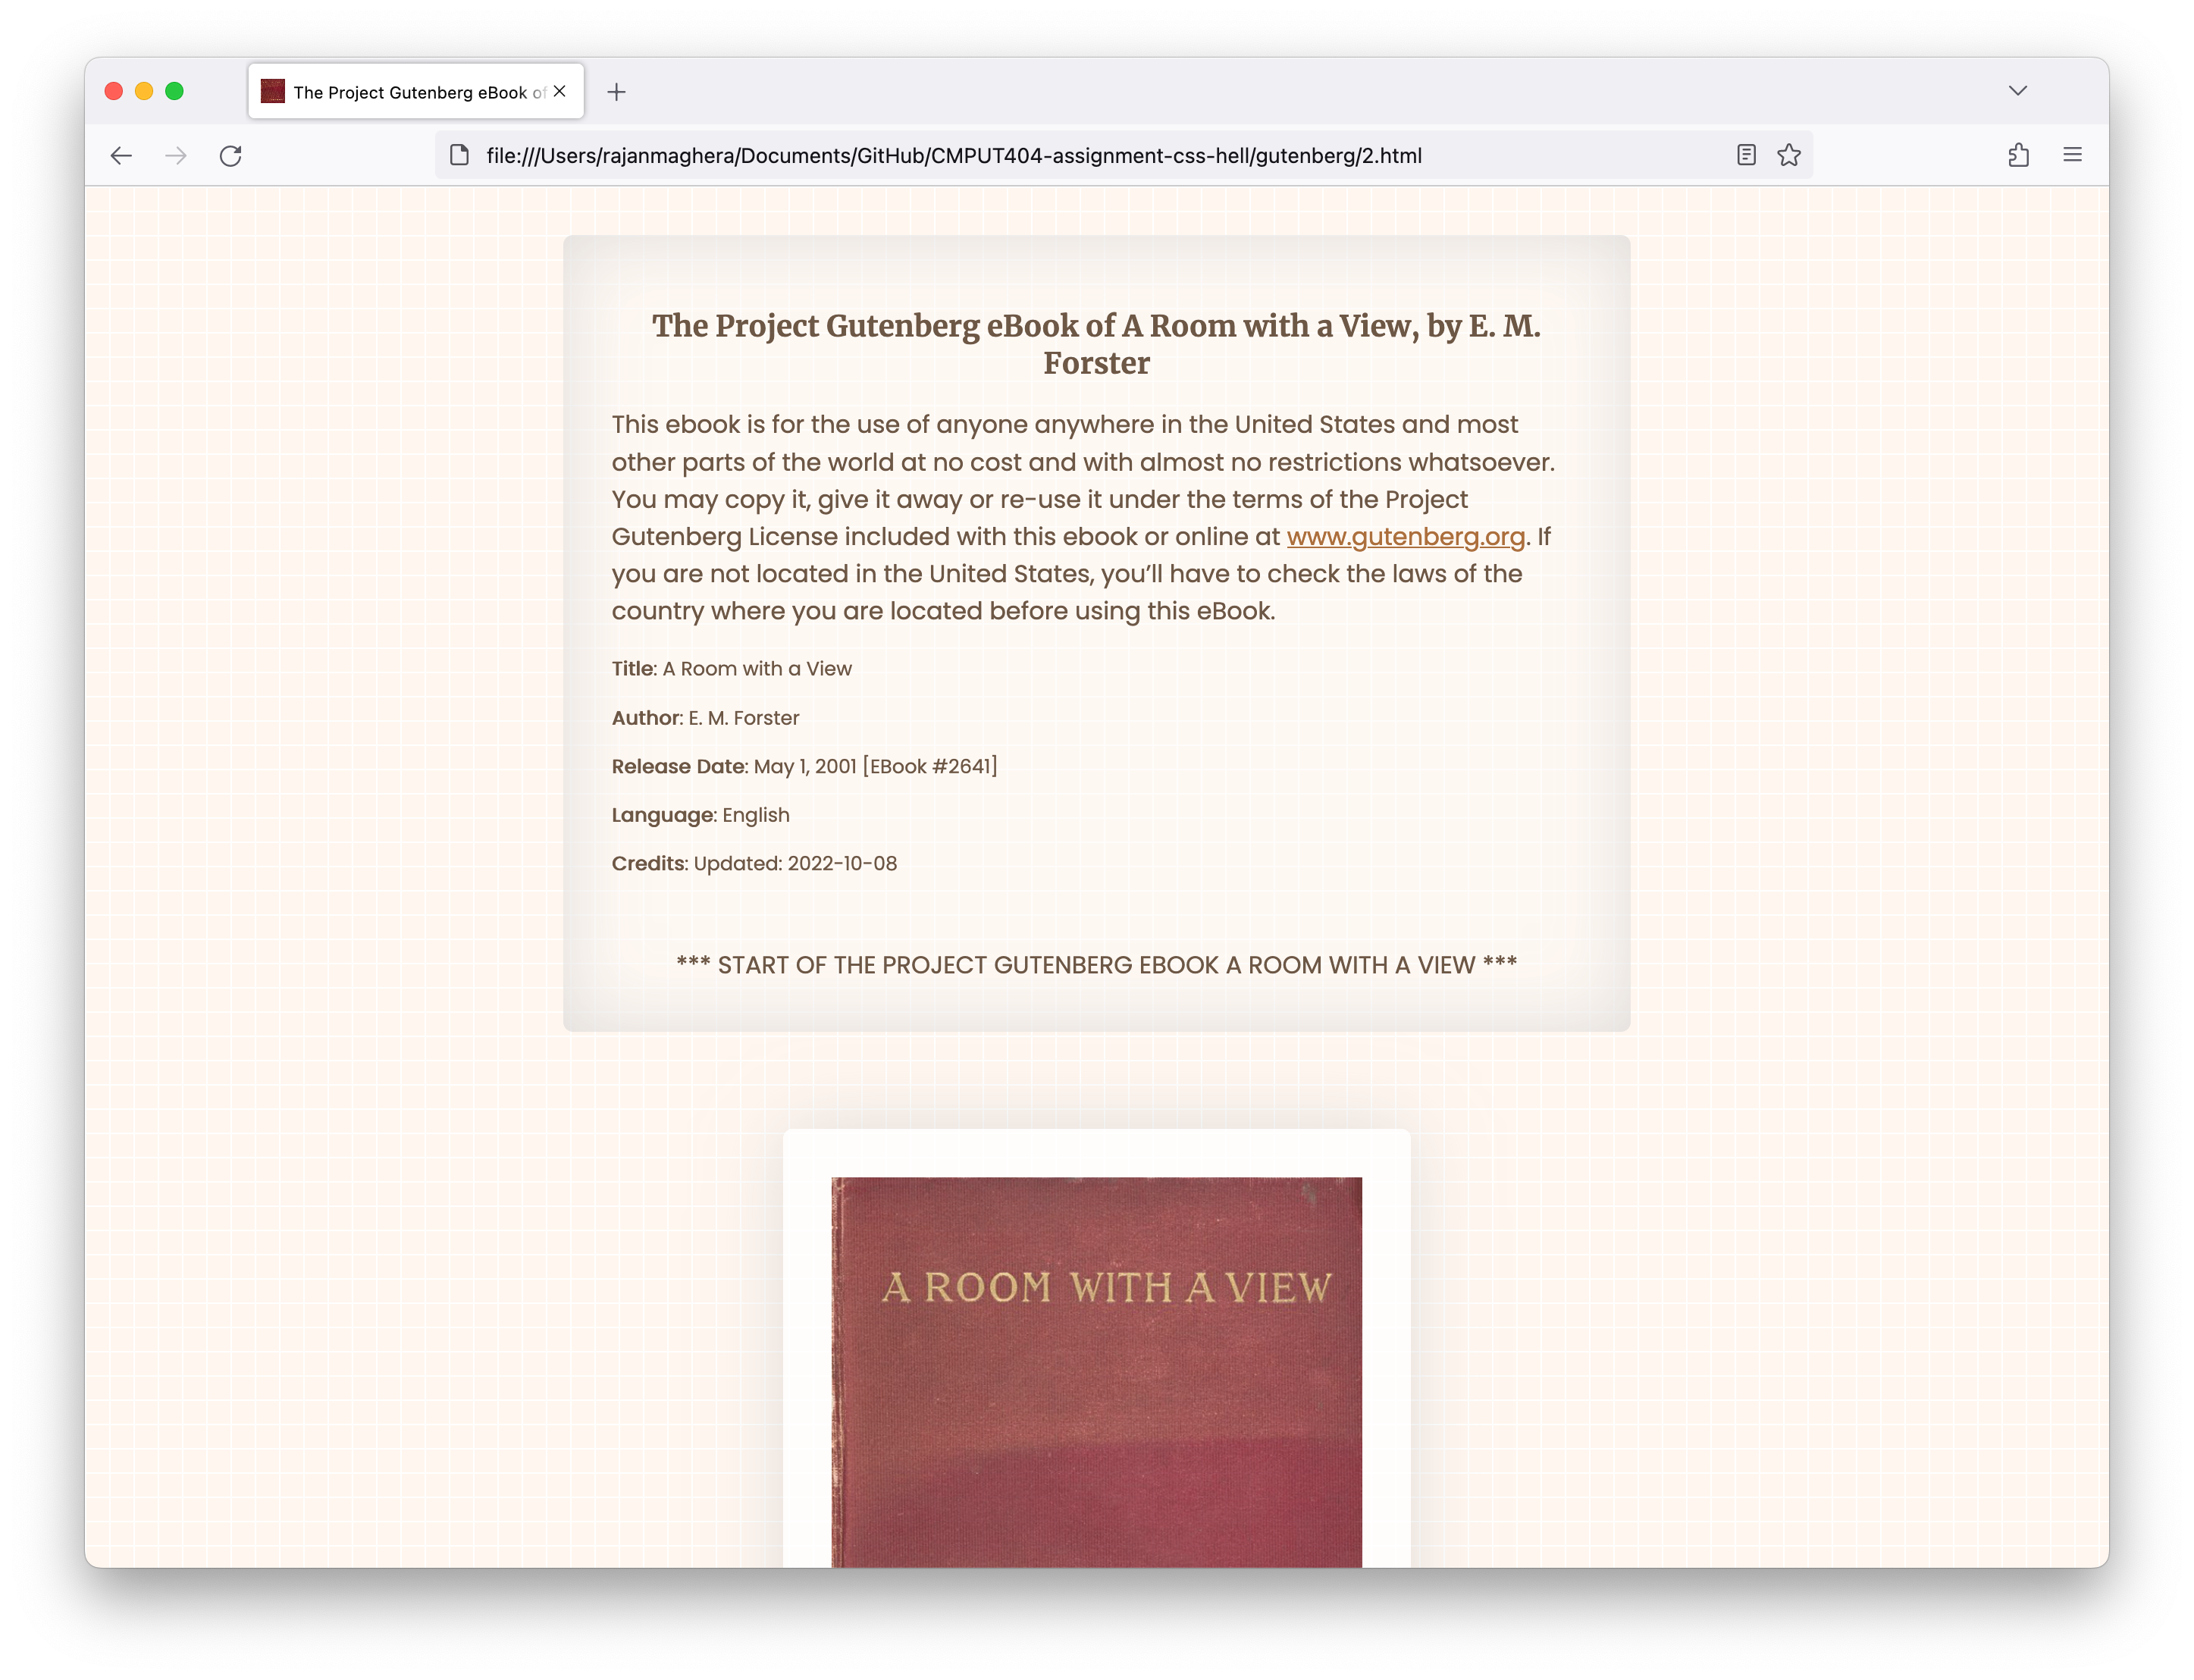 The Project Gutenberg eBook of
file:///Users/rajanmaghera/Documents/GitHub/CMPUT404-assignment-css-hell/gutenberg/2.html
The Project Gutenberg eBook of A Room with a View, by E. M.
Forster
This ebook is for the use of anyone anywhere in the United States and most
other parts of the world at no cost and with almost no restrictions whatsoever.
You may copy it, give it away or re-use it under the terms of the Project
Gutenberg License included with this ebook or online at www.gutenberg.org. If
you are not located in the United States, you’ll have to check the laws of the
country where you are located before using this eBook.
Title: A Room with a View
Author: E. M. Forster
Release Date: May 1, 2001 [EBook #2641]
Language: English
Credits: Updated: 2022-10-08
*** START OF THE PROJECT GUTENBERG EBOOK A ROOM WITH A VIEW ***
A ROOM WITH A VIEW